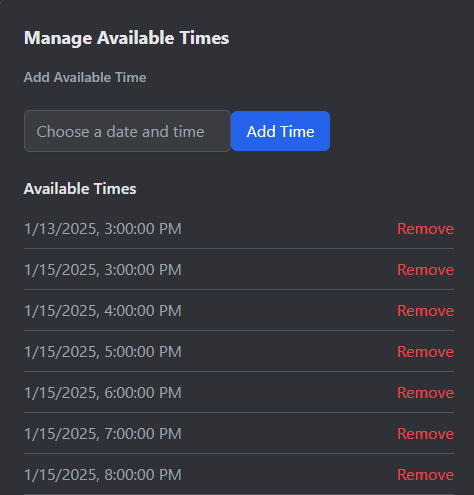 Manage Available Times
Add Available Time
Choose a date and time Add Time
Available Times
1/13/2025, 3:00:00 PM Remove
1/15/2025, 3:00:00 PM Remove
1/15/2025, 4:00:00 PM Remove
1/15/2025, 5:00:00 PM Remove
1/15/2025, 6:00:00 PM Remove
1/15/2025, 7:00:00 PM Remove
1/15/2025, 8:00:00 PM Remove